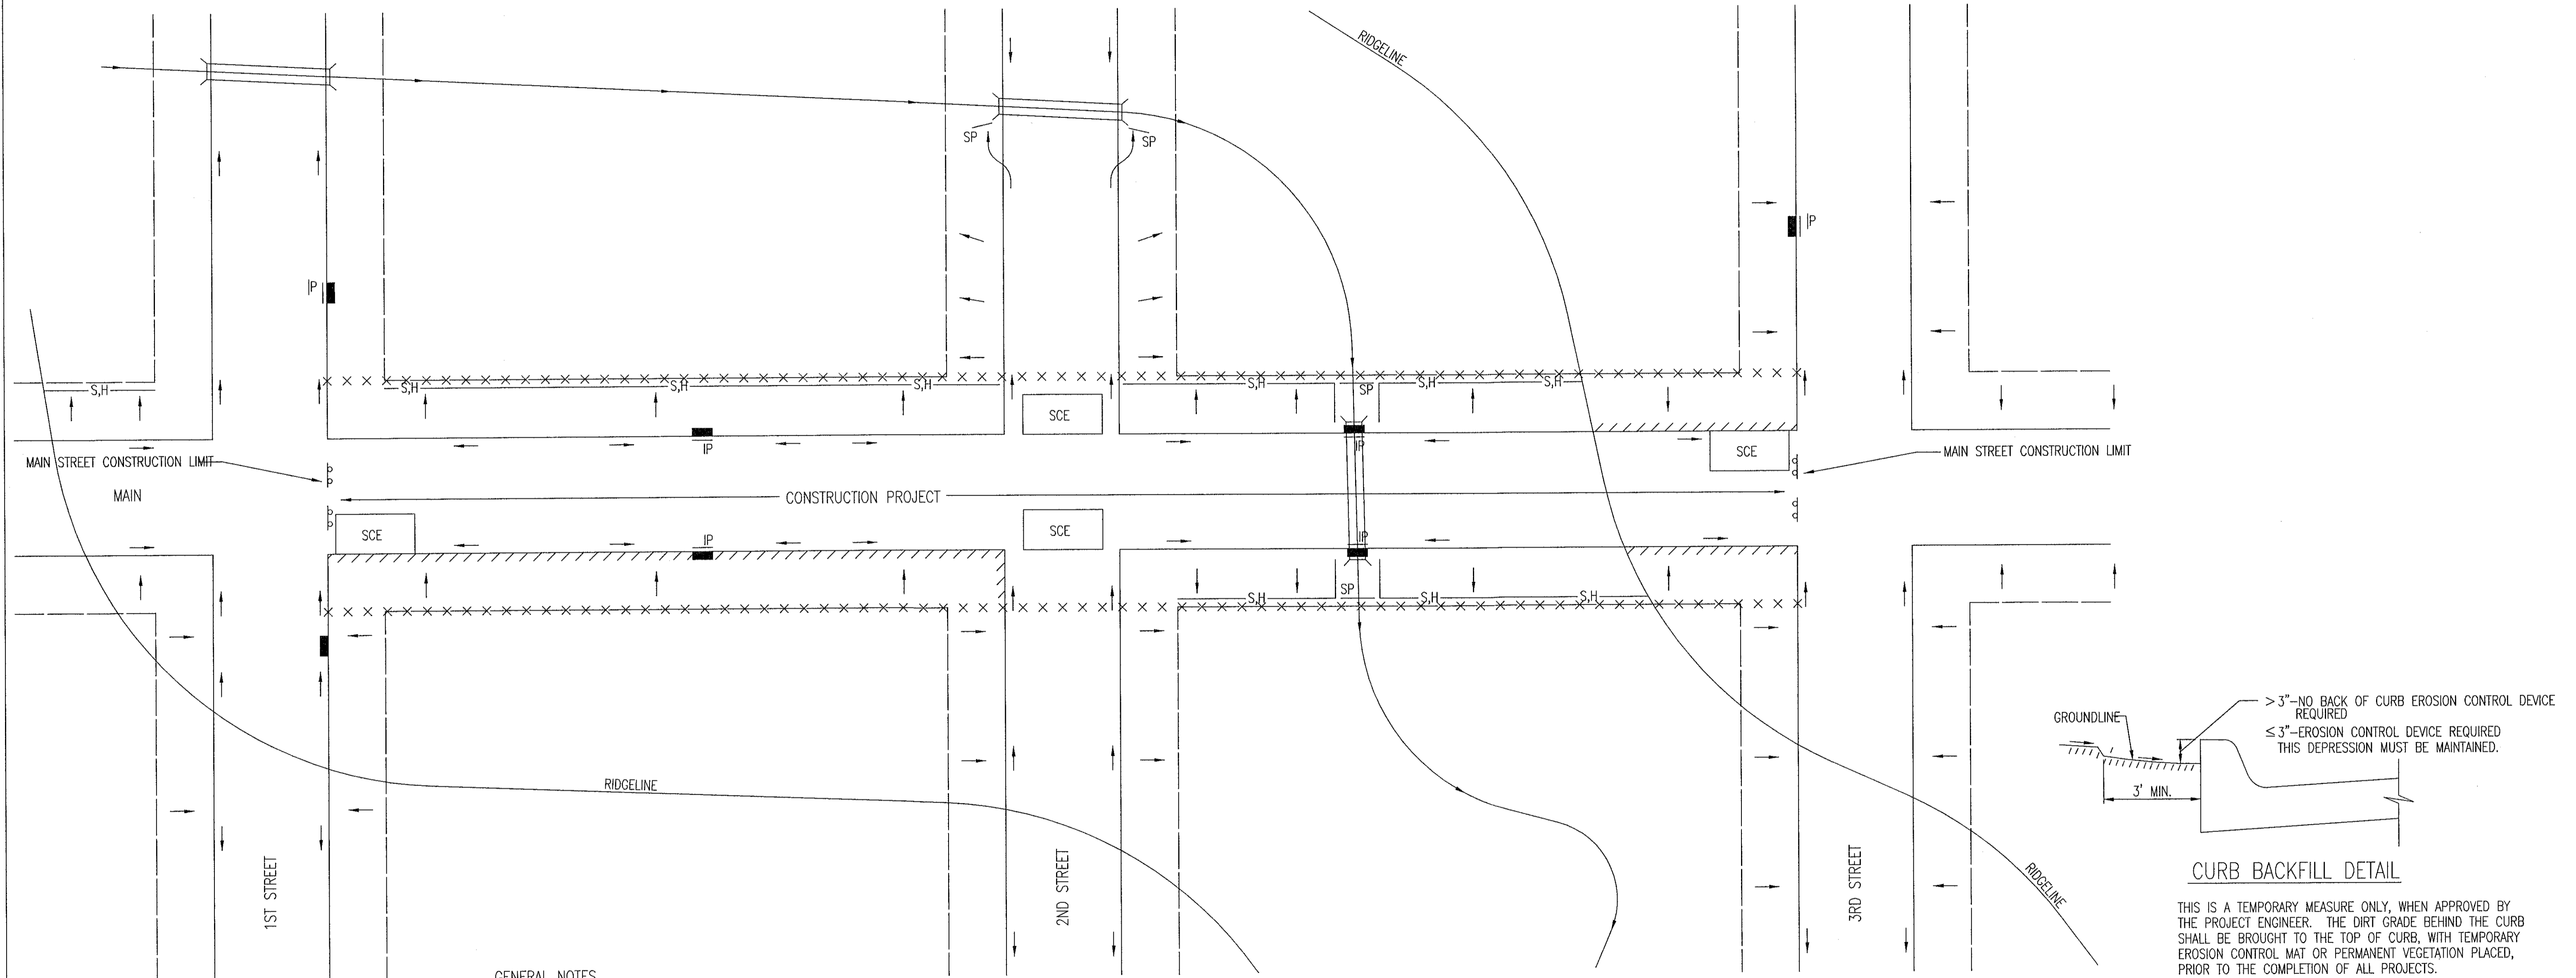 RIDGELINE
SP
SP
IP
IP
S,H
S,H
S,H
S,H
S,H
SP
S,H
S,H
SCE
IP
IP
SCE
MAIN STREET CONSTRUCTION LIMIT
MAIN STREET CONSTRUCTION LIMIT
MAIN
CONSTRUCTION PROJECT
SCE
SCE
IP
IP
S,H
SP
S,H
S,H
RIDGELINE
1ST STREET
2ND STREET
3RD STREET
RIDGELINE
GROUNDLINE
>3"-NO BACK OF CURB EROSION CONTROL DEVICE
REQUIRED
≤3"-EROSION CONTROL DEVICE REQUIRED
THIS DEPRESSION MUST BE MAINTAINED.
3' MIN.
CURB BACKFILL DETAIL
THIS IS A TEMPORARY MEASURE ONLY, WHEN APPROVED BY
THE PROJECT ENGINEER. THE DIRT GRADE BEHIND THE CURB
SHALL BE BROUGHT TO THE TOP OF CURB, WITH TEMPORARY
EROSION CONTROL MAT OR PERMANENT VEGETATION PLACED,
PRIOR TO THE COMPLETION OF ALL PROJECTS.
GENERAL NOTES